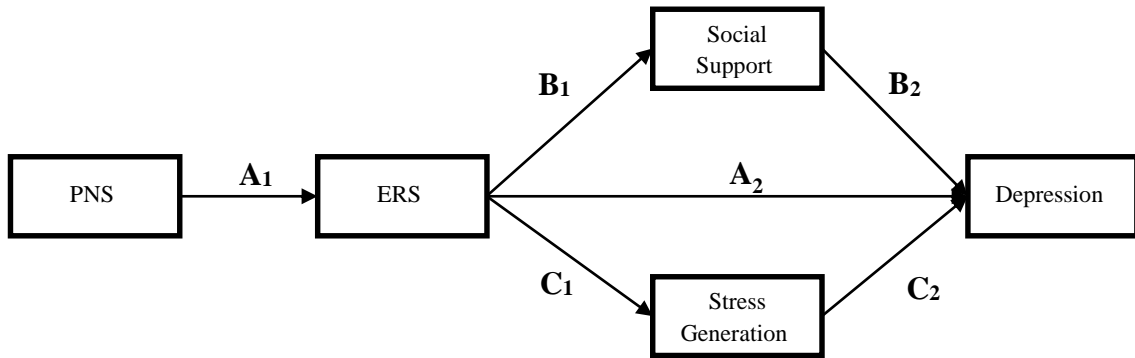 Social
Support
B1
B2
PNS
A1
ERS
A2
Depression
C1
C2
Stress
Generation